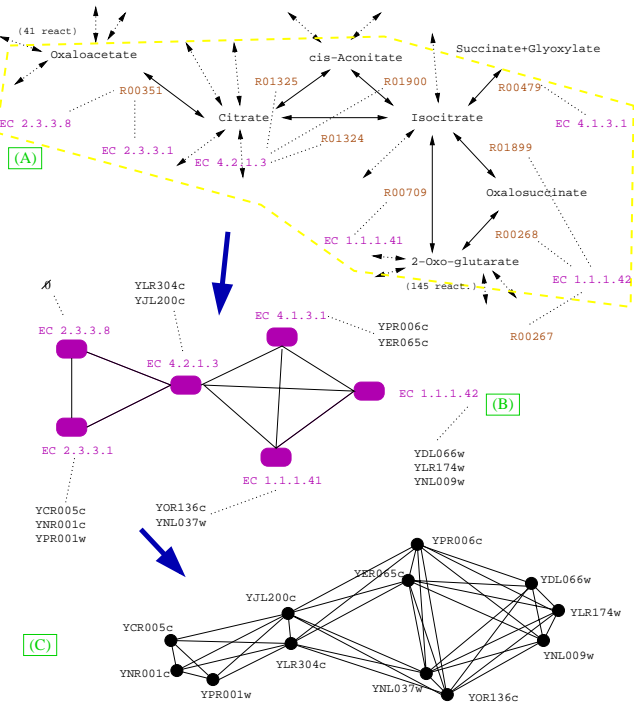 (41 react)
Oxaloacetate
cis-Aconitate
Succinate+Glyoxylate
R00351
R01325
R01900
R00479
EC 2.3.3.8
Citrate
Isocitrate
EC 4.1.3.1
EC 2.3.3.1
R01324
R01899
(A)
EC 4.2.1.3
R00709
Oxalosuccinate
EC 1.1.1.41
R00268
2-Oxo-glutarate
(145 react.)
EC 1.1.1.42
R00267
YLR304c
YJL200c
EC 2.3.3.8
EC 4.1.3.1
YPR006c
YER065c
EC 4.2.1.3
EC 1.1.1.42
(B)
EC 2.3.3.1
YDL066w
YLR174w
YNL009w
EC 1.1.1.41
YCR005c
YNR001c
YPR001w
YOR136c
YNL037w
YPR006c
YER065c
YDL066w
YJL200c
YLR174w
YCR005c
(C)
YLR304c
YNL009w
YNR001c
YPR001w
YNL037w
YOR136c